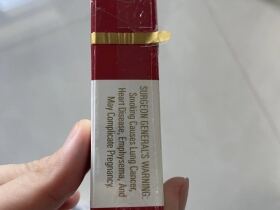 SURGEON GENERAL'S WARNING:
Smoking Causes Lung Cancer,
Heart Disease, Emphysema, And
May Complicate Pregnancy.